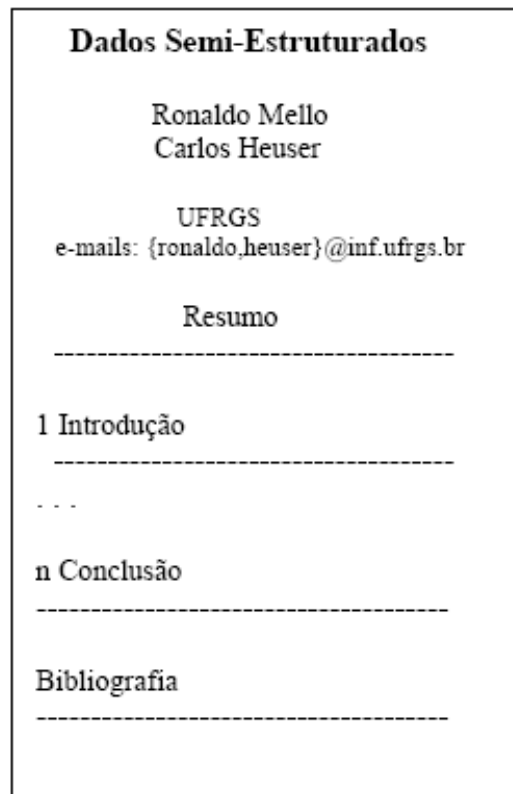 Dados Semi-Estruturados
Ronaldo Mello
Carlos Heuser
UFRGS
e-mails: {ronaldo,heuser}@inf.ufrgs.br
Resumo
-------------------------------------
1 Introdução
-------------------------------------
. . .
n Conclusão
--------------------------------------
Bibliografia
--------------------------------------